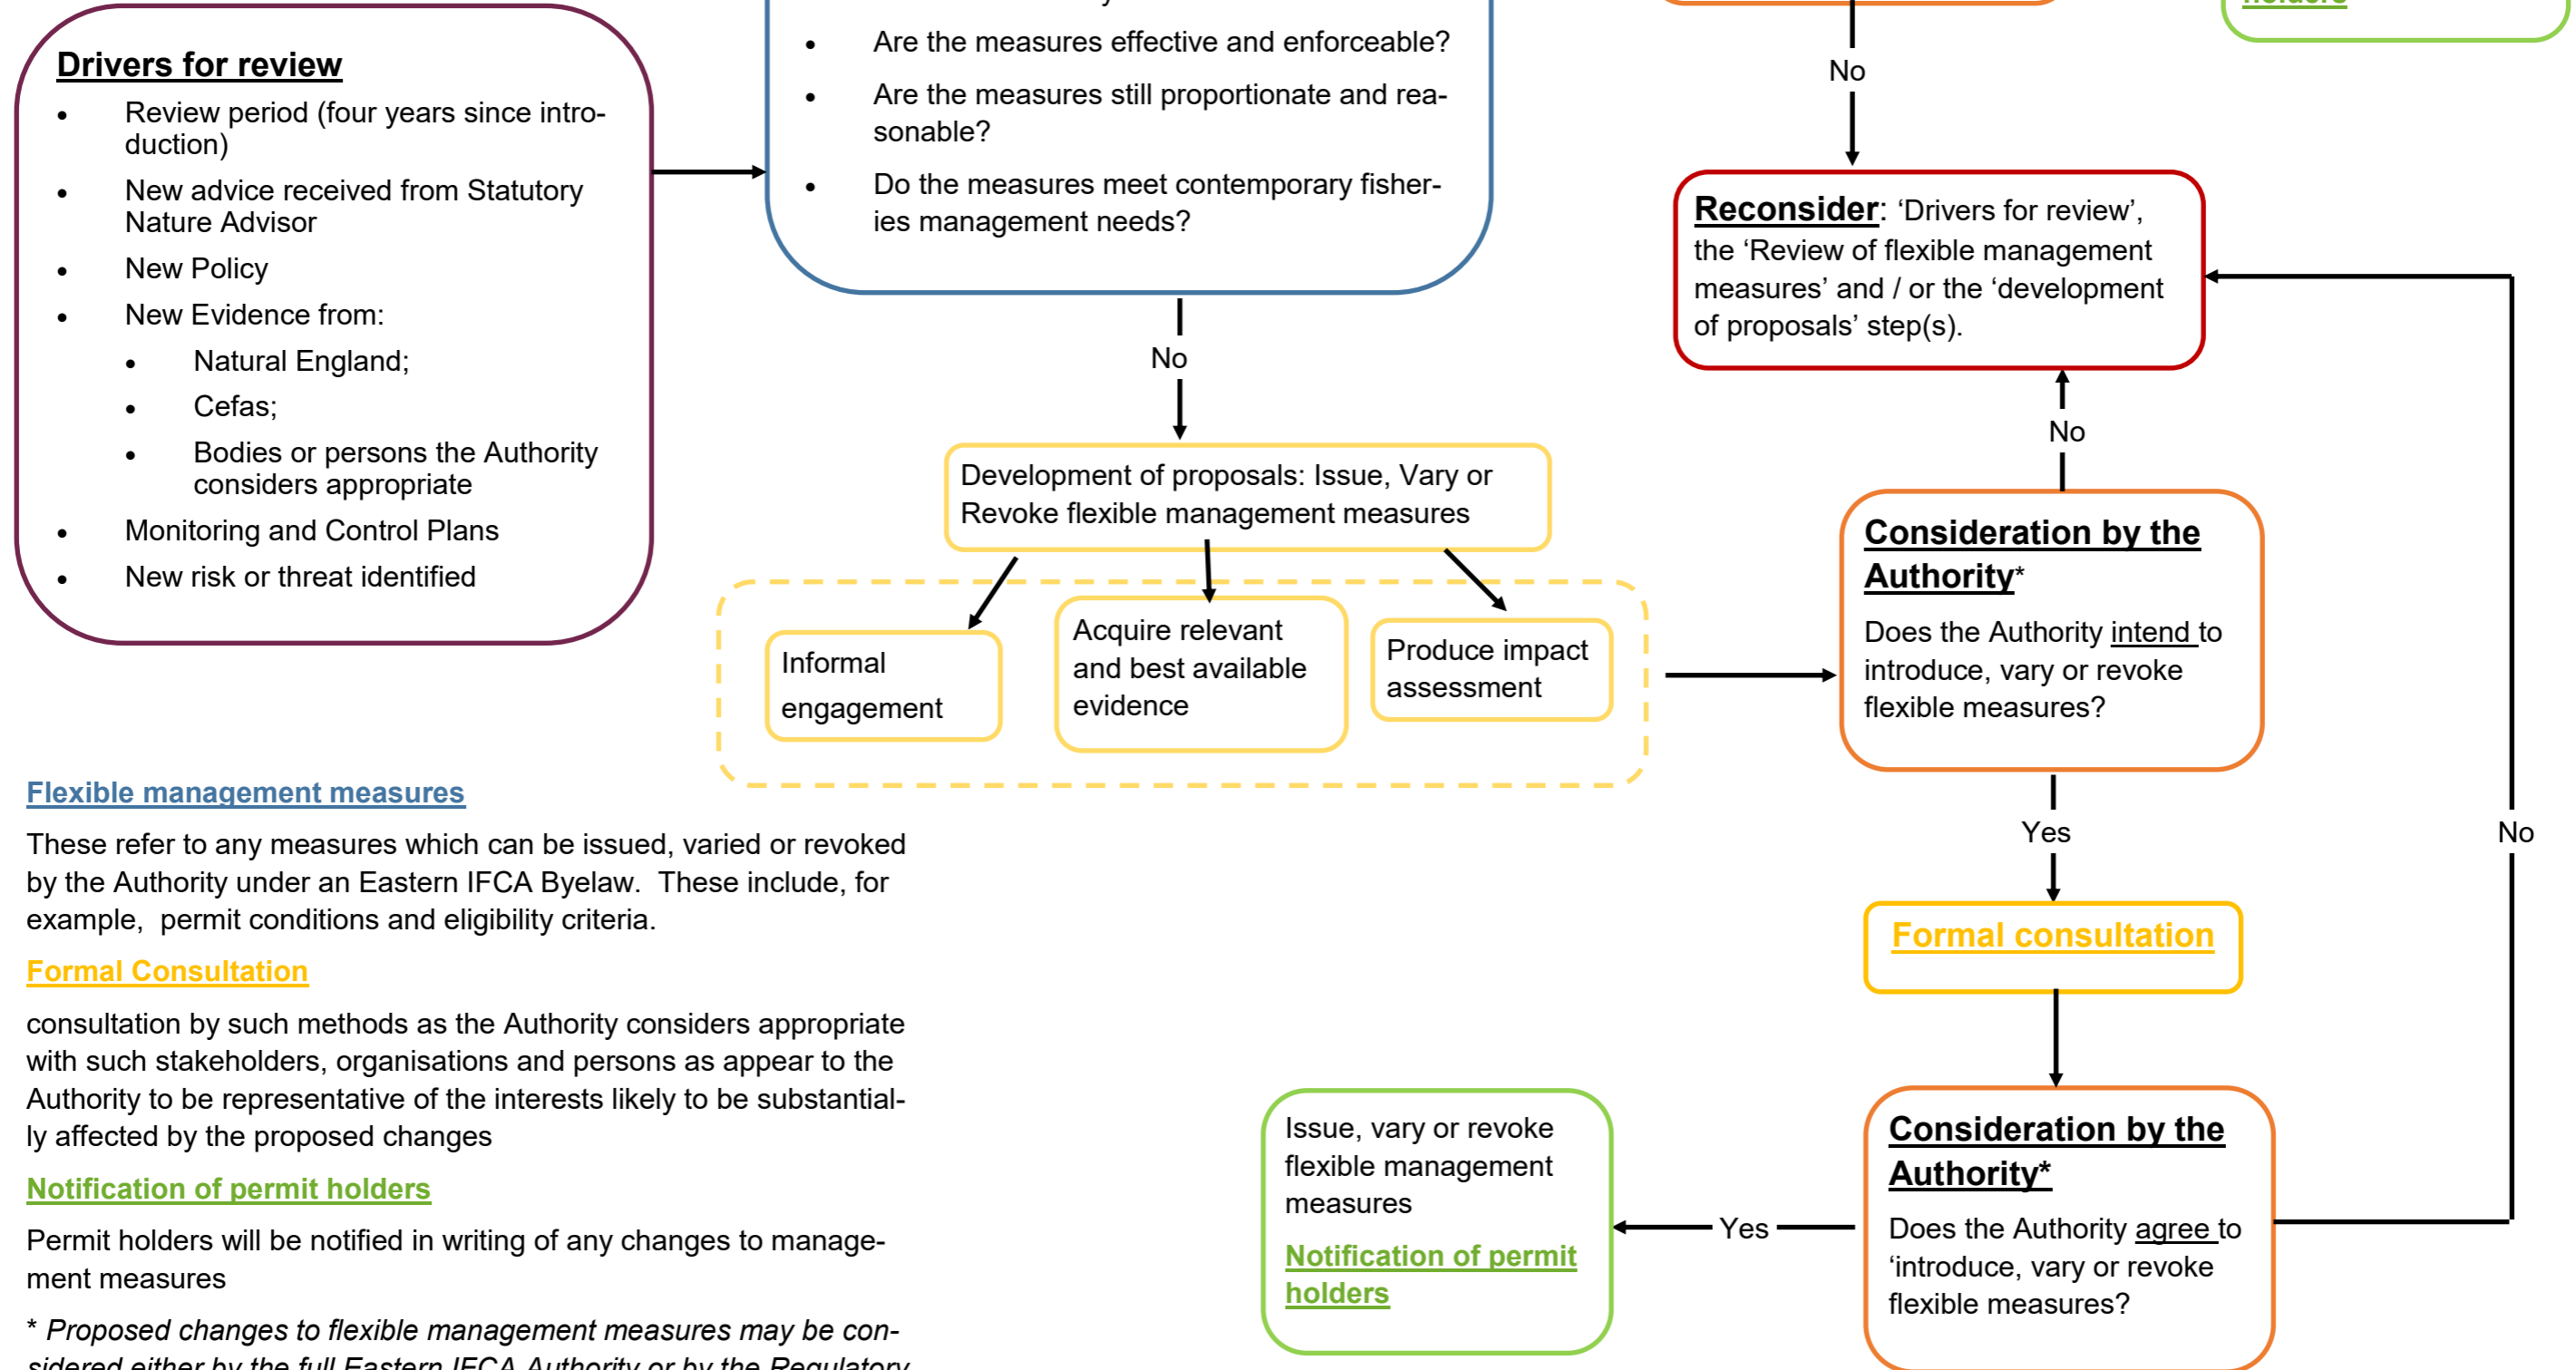 Drivers for review
• Review period (four years since intro-
duction)
• New advice received from Statutory
Nature Advisor
• New Policy
• New Evidence from:
• Natural England;
• Cefas;
• Bodies or persons the Authority
considers appropriate
• Monitoring and Control Plans
• New risk or threat identified
• Are the measures effective and enforceable?
• Are the measures still proportionate and rea-
sonable?
• Do the measures meet contemporary fisher-
ies management needs?
No
holders
No
Reconsider: ‘Drivers for review’,
the ‘Review of flexible management
measures’ and / or the ‘development
of proposals’ step(s).
No
Development of proposals: Issue, Vary or
Revoke flexible management measures
Informal
engagement
Acquire relevant
and best available
evidence
Produce impact
assessment
Consideration by the
Authority*
Does the Authority intend to
introduce, vary or revoke
flexible measures?
Yes
No
Formal consultation
Consideration by the
Authority*
Does the Authority agree to
‘introduce, vary or revoke
flexible measures?
Yes
Issue, vary or revoke
flexible management
measures
Notification of permit
holders
Flexible management measures
These refer to any measures which can be issued, varied or revoked
by the Authority under an Eastern IFCA Byelaw.  These include, for
example,  permit conditions and eligibility criteria.
Formal Consultation
consultation by such methods as the Authority considers appropriate
with such stakeholders, organisations and persons as appear to the
Authority to be representative of the interests likely to be substantial-
ly affected by the proposed changes
Notification of permit holders
Permit holders will be notified in writing of any changes to manage-
ment measures
* Proposed changes to flexible management measures may be con-
sidered either by the full Eastern IFCA Authority or by the Regulatory